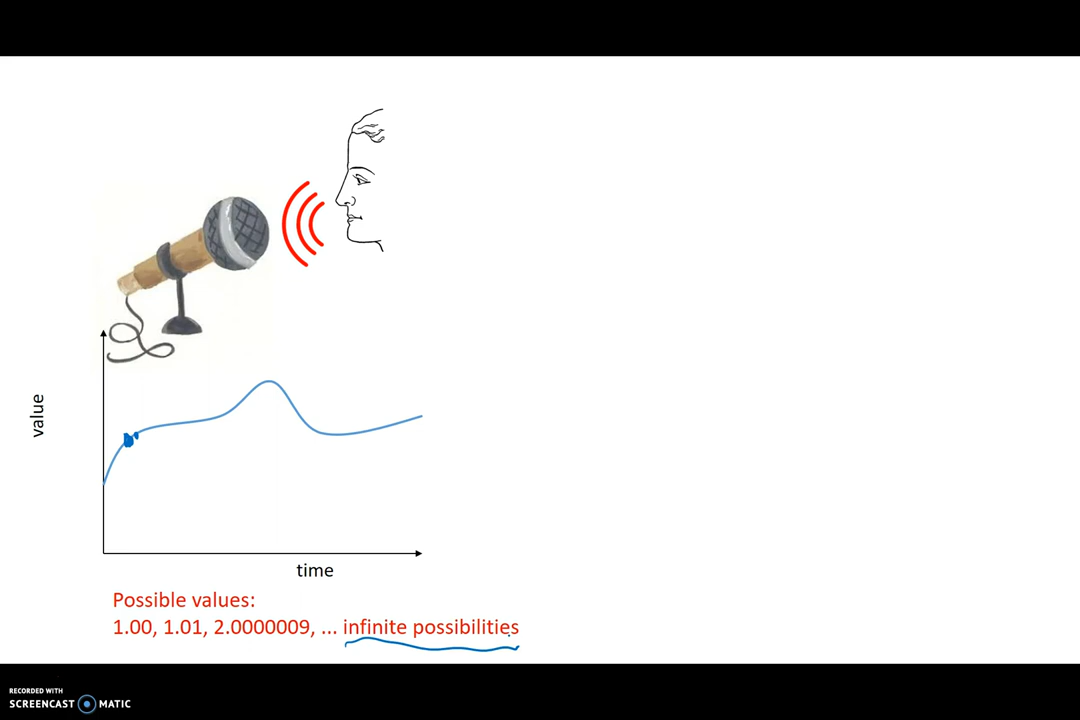 value
time
Possible values:
1.00, 1.01, 2.0000009, ... infinite possibilities
RECORDED WITH
SCREENCAST MATIC